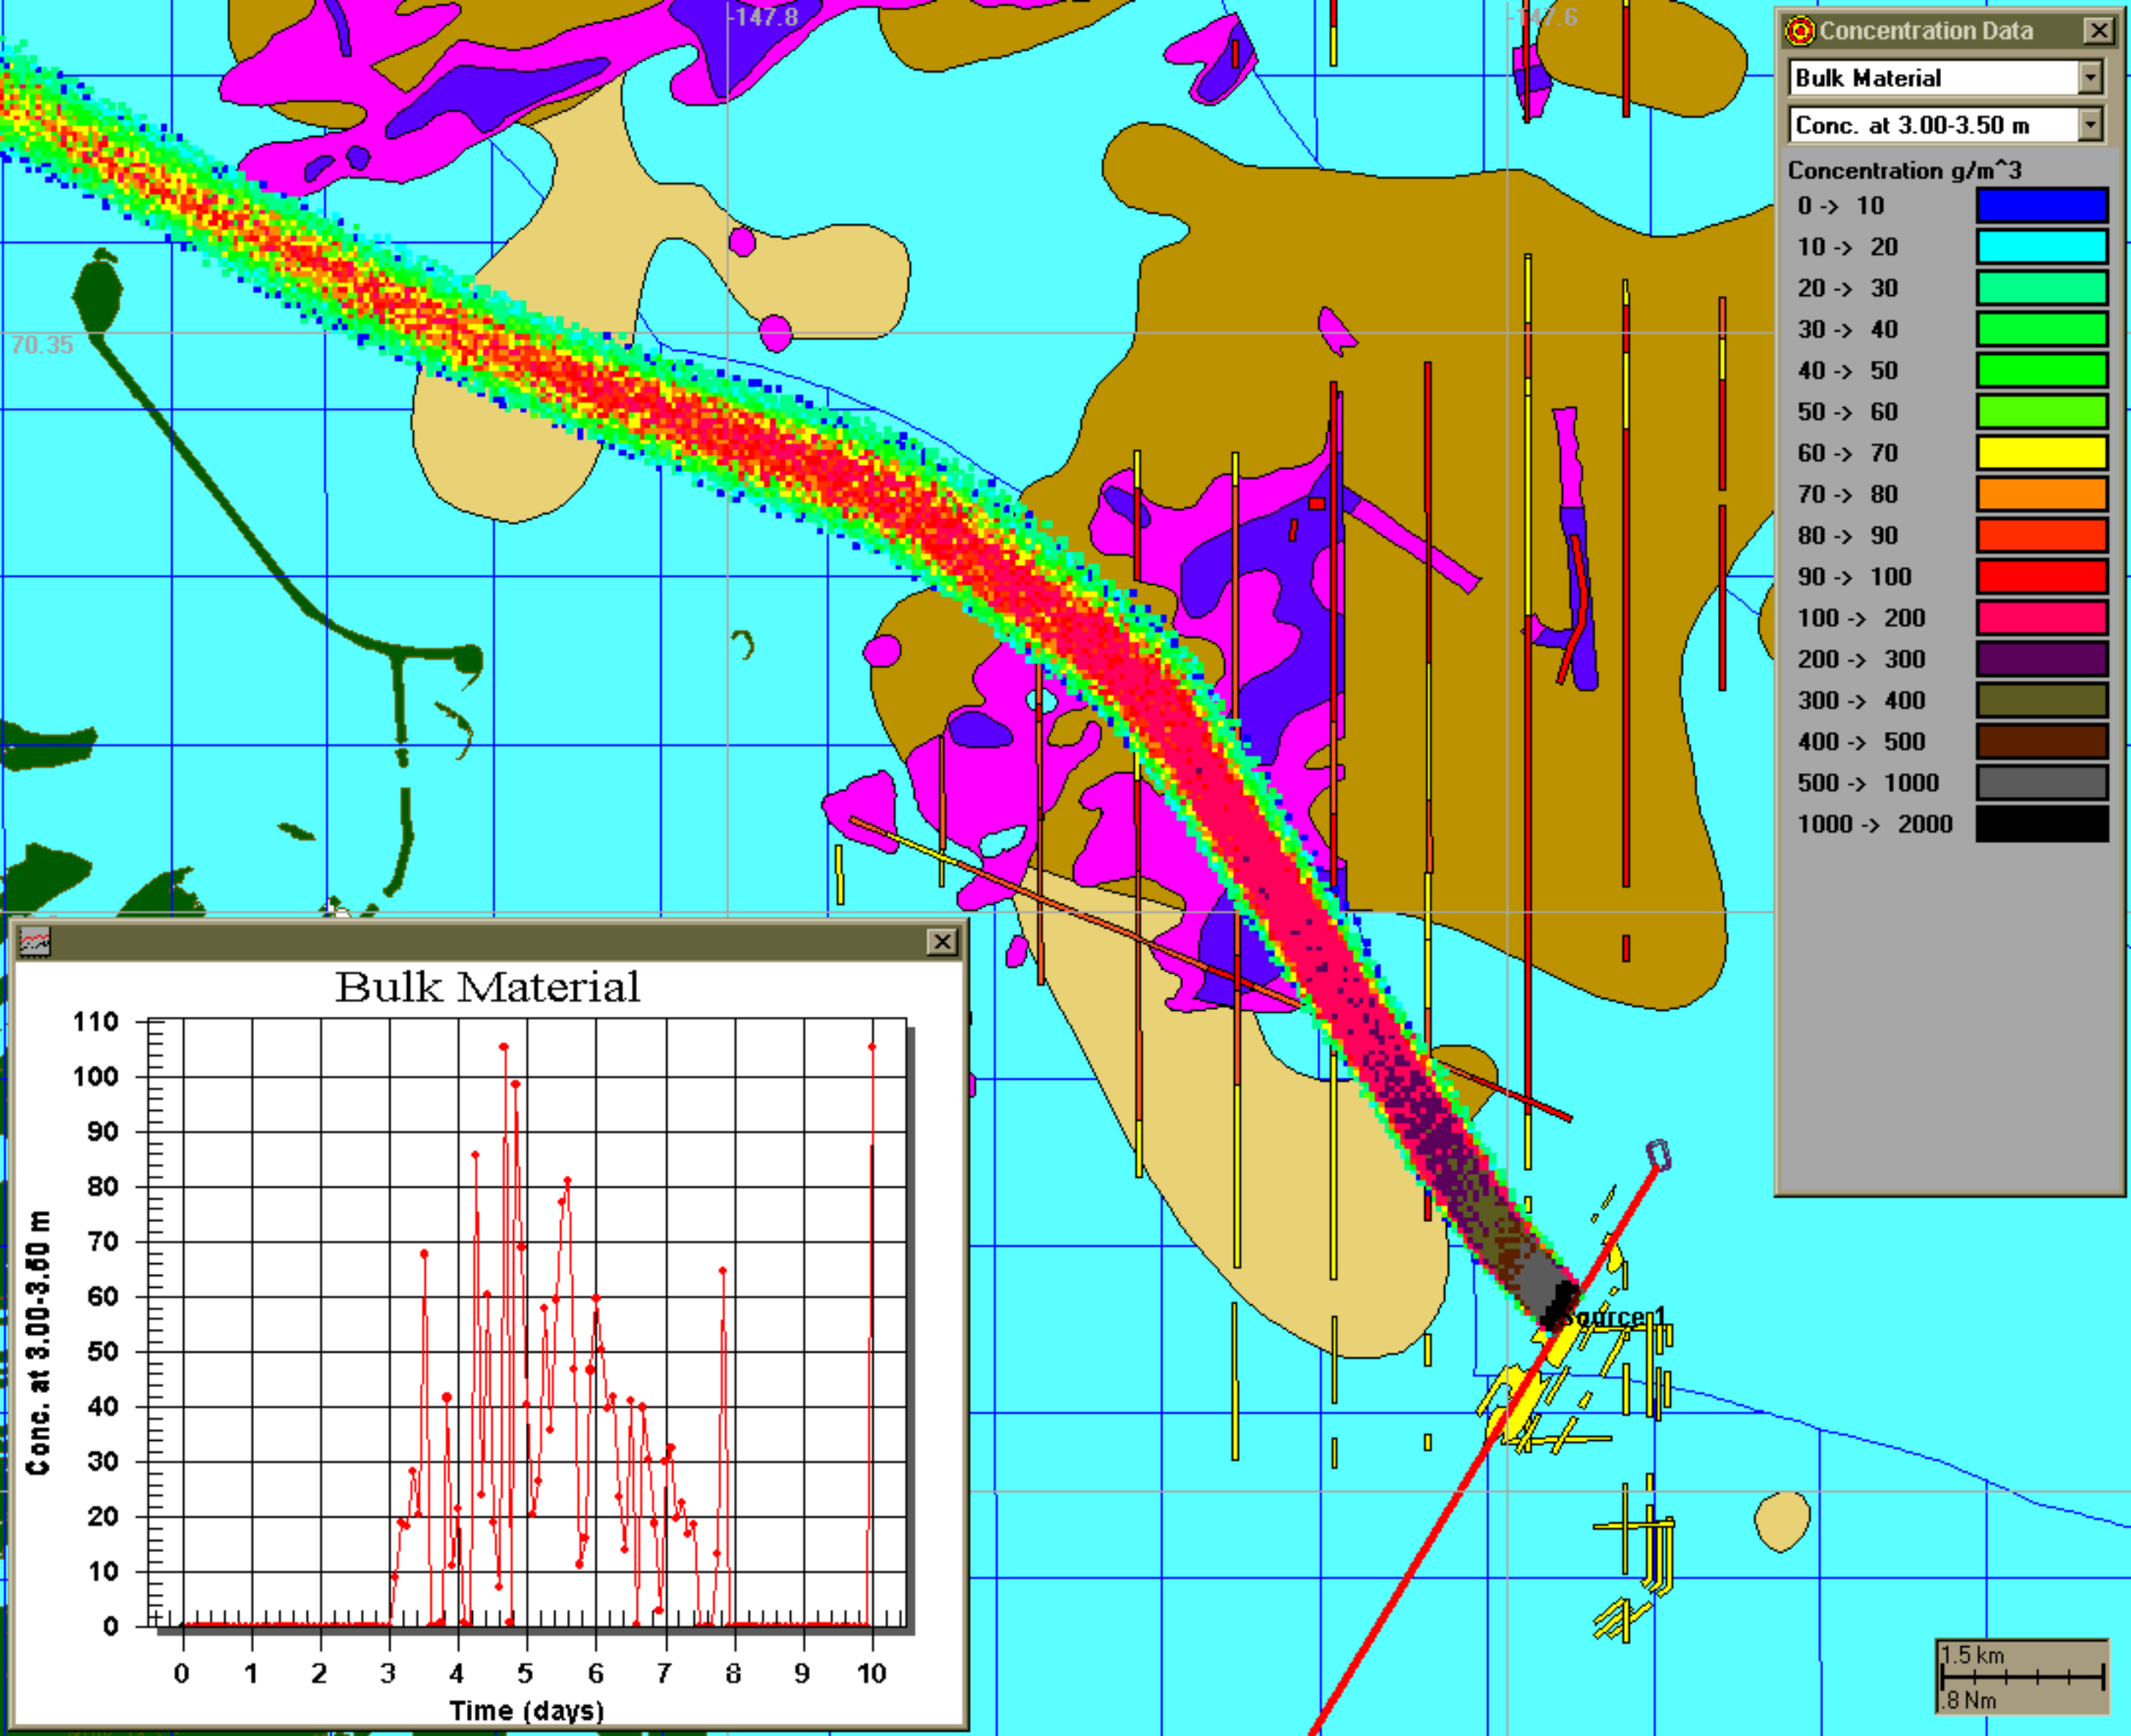 -147.8
-147.6
70.35
Concentration Data
Bulk Material
Conc. at 3.00-3.50 m
Concentration g/m^3
0 -> 10
10 -> 20
20 -> 30
30 -> 40
40 -> 50
50 -> 60
60 -> 70
70 -> 80
80 -> 90
90 -> 100
100 -> 200
200 -> 300
300 -> 400
400 -> 500
500 -> 1000
1000 -> 2000
Source 1
Bulk Material
Conc. at 3.00-3.50 m
110
100
90
80
70
60
50
40
30
20
10
0
0 1 2 3 4 5 6 7 8 9 10
Time (days)
1.5 km
.8 Nm